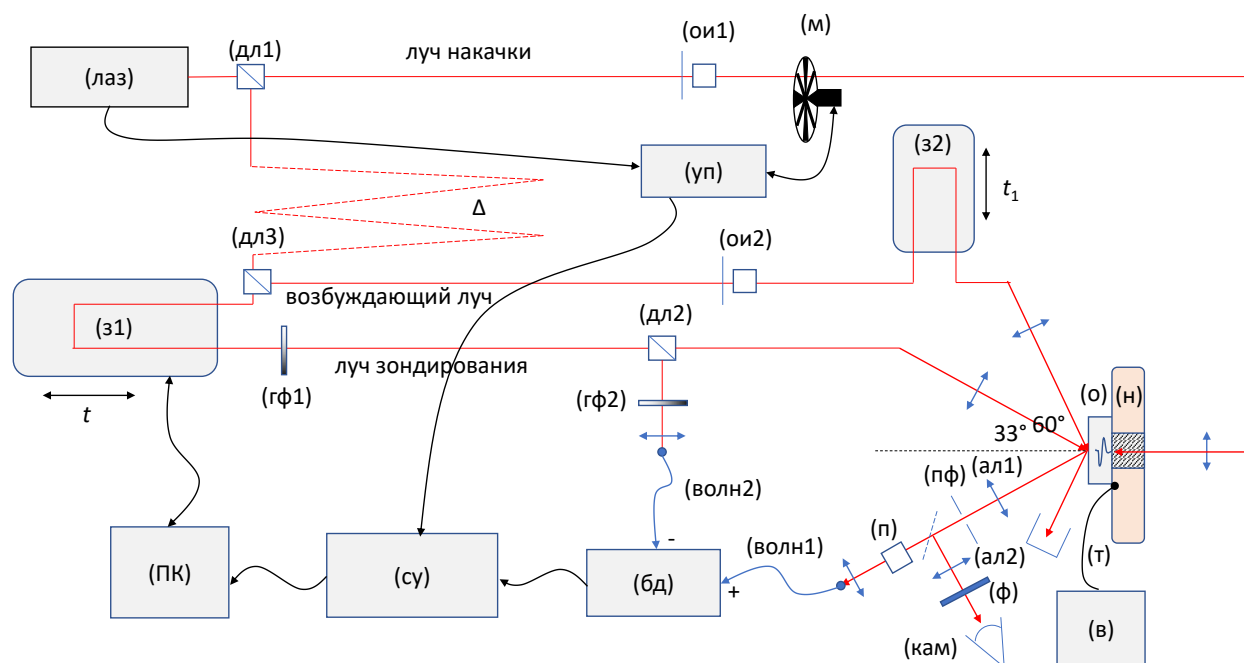 (лаз)
(дл1)
луч накачки
(ои1)
(м)
(уп)
(з2)
t₁
Δ
(дл3)
(ои2)
возбуждающий луч
(з1)
(дл2)
луч зондирования
(гф1)
t
(гф2)
(о)
(н)
33°
60°
(волн2)
(пф)
(ал1)
(п)
(волн1)
-
+
(ал2)
(т)
(ПК)
(су)
(бд)
(ф)
(кам)
(в)